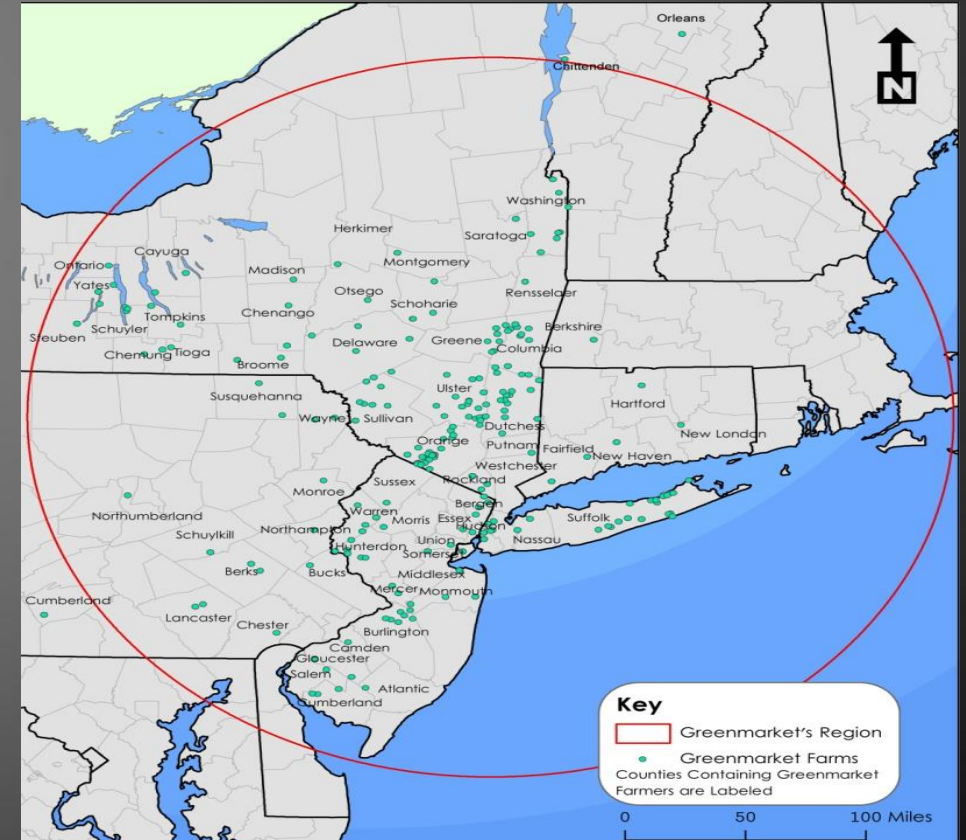 Orleans
Chittenden
N
Washington
Herkimer
Saratoga
Cayuga
Montgomery
Ontario
Madison
Yates
Otsego
Rensselaer
Schoharie
Chenango
Tompkins
Schuyler
Berkshire
Steuben
Delaware
Greene
Columbia
Chemung
Tioga
Broome
Ulster
Susquehanna
Hartford
Wayne
Sullivan
Dutchess
New London
Orange
Putnam
Fairfield
New Haven
Westchester
Rockland
Sussex
Monroe
Bergen
Warren
Northumberland
Morris
Essex
Suffolk
Northampton
Hudson
Schuylkill
Union
Nassau
Hunterdon
Somerset
Berks
Bucks
Middlesex
Mercer
Monmouth
Cumberland
Lancaster
Chester
Burlington
Camden
Gloucester
Salem
Atlantic
Cumberland
Key
Greenmarket's Region
Greenmarket Farms
Counties Containing Greenmarket
Farmers are Labeled
0 50 100 Miles